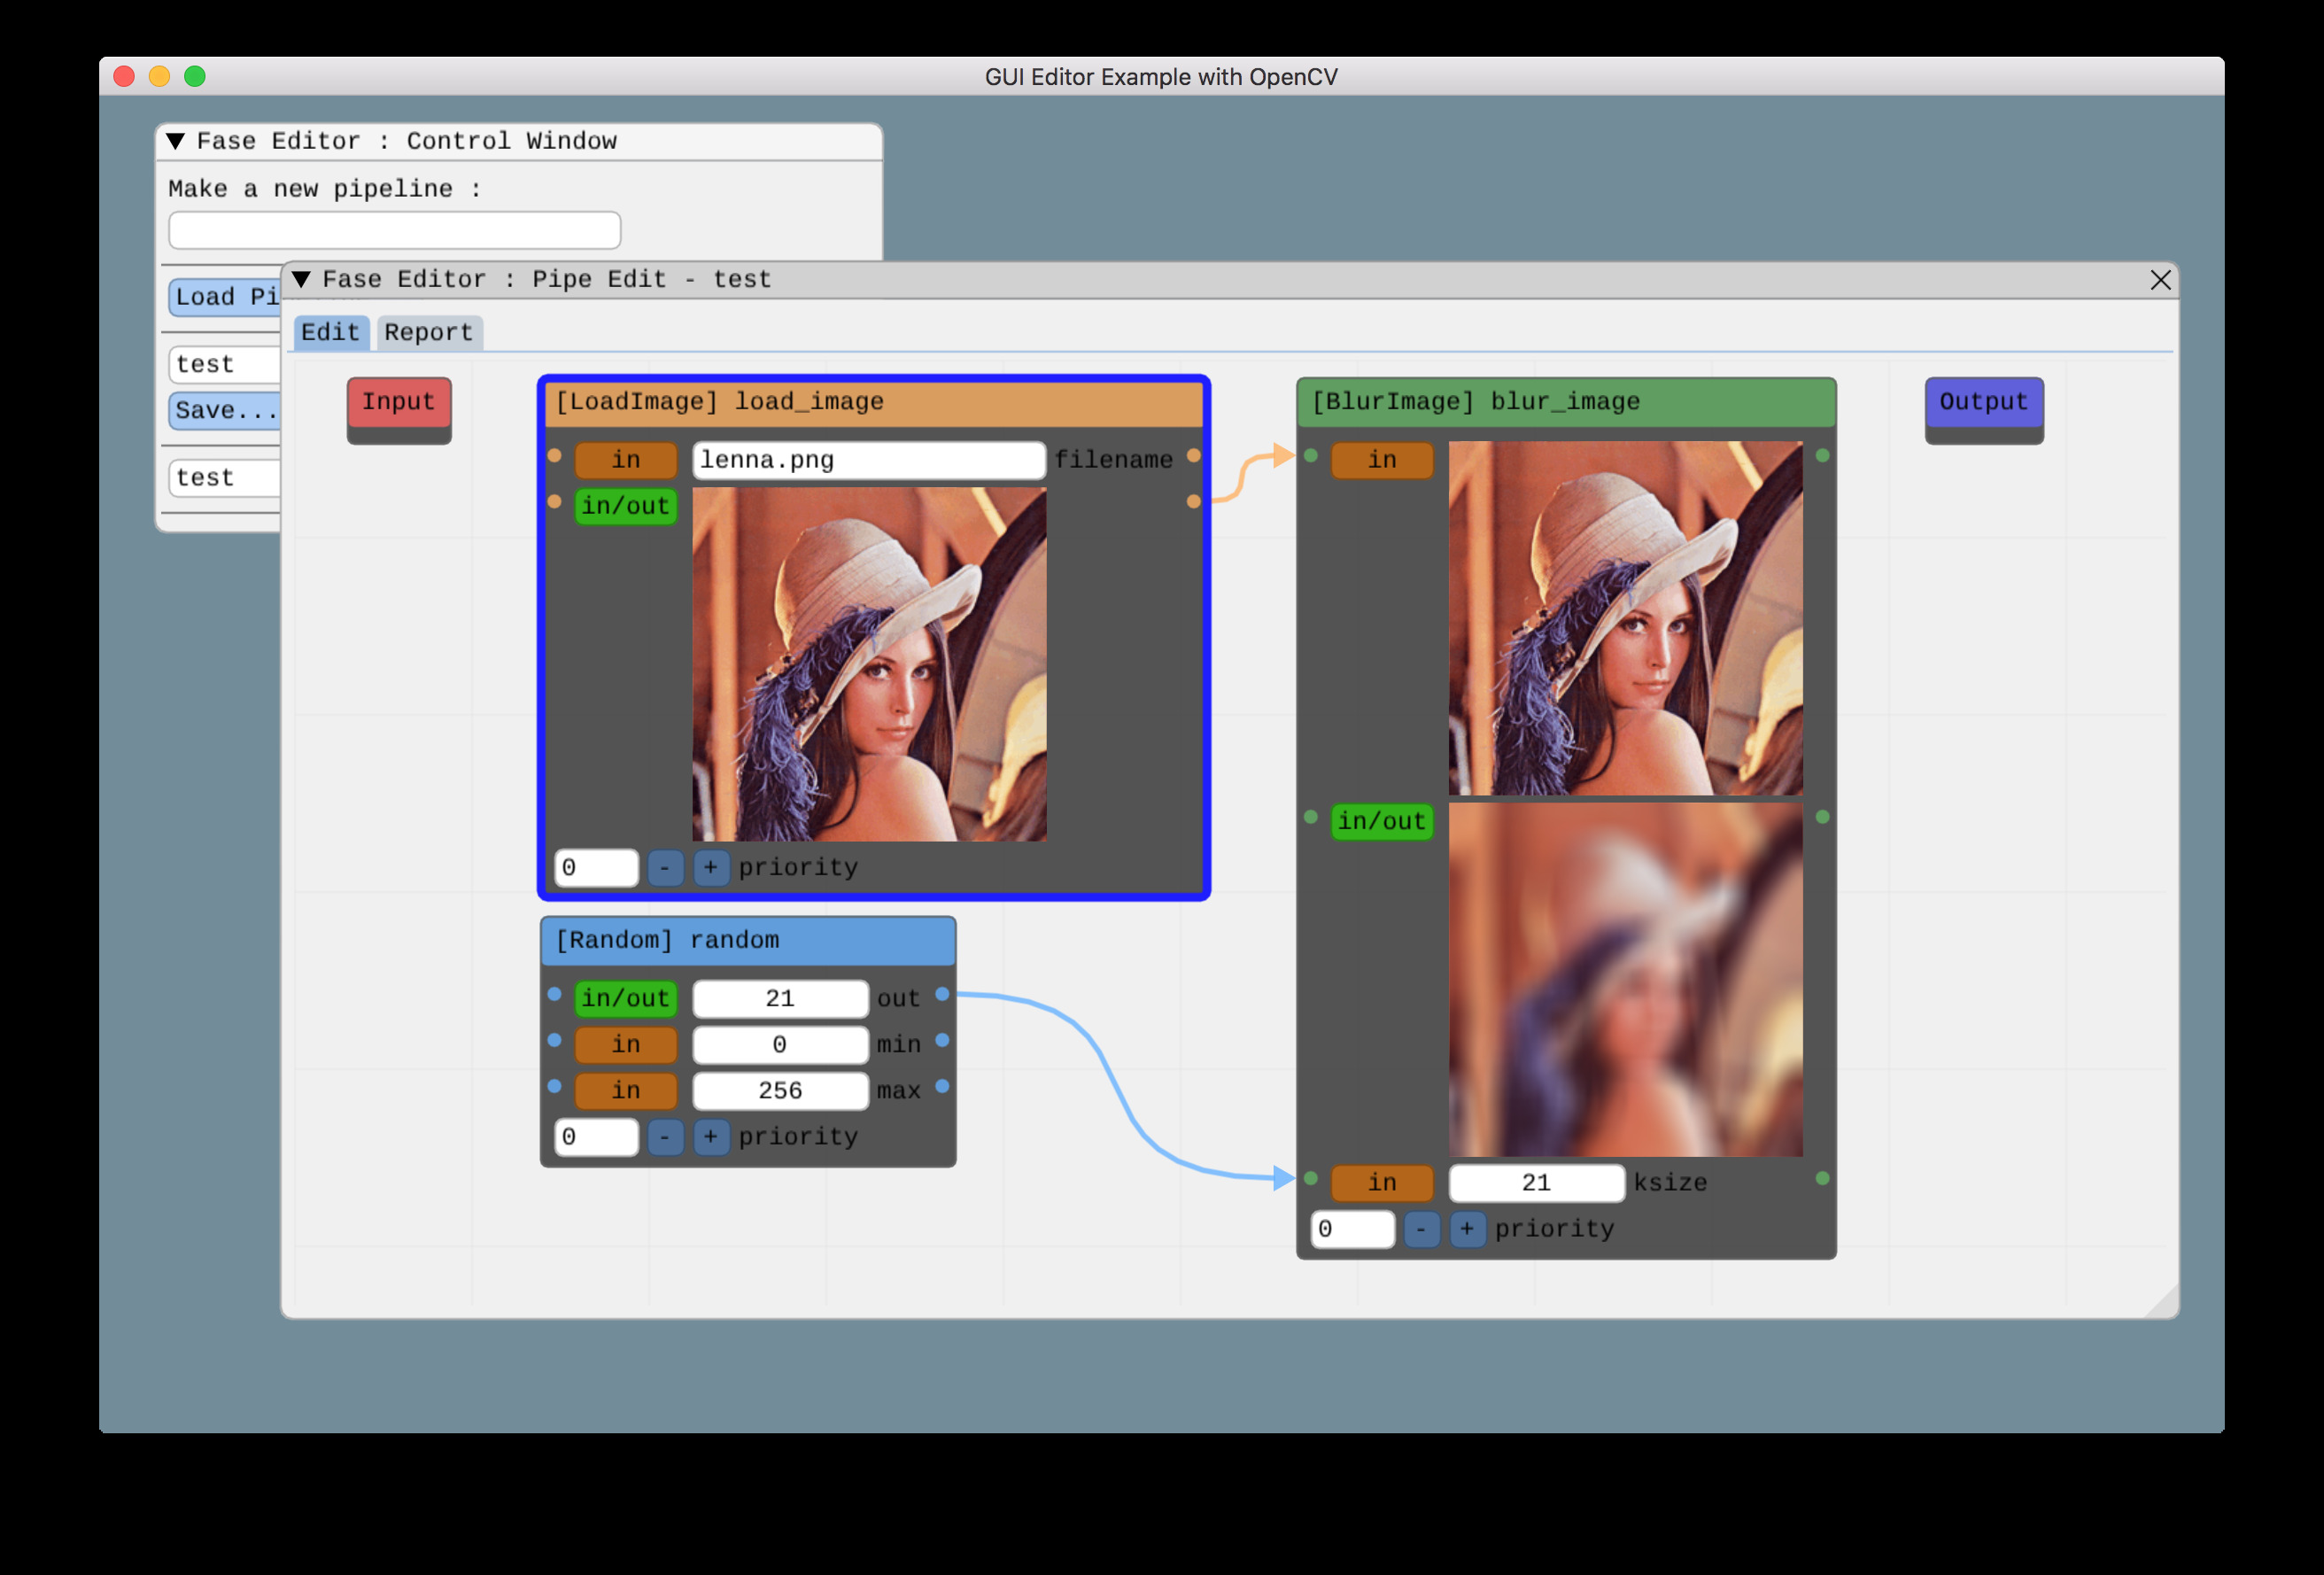 GUI Editor Example with OpenCV
Fase Editor : Control Window
Make a new pipeline :
Load Pi
test
Save...
test
Fase Editor : Pipe Edit - test
Edit Report
Input
[LoadImage] load_image
in lenna.png filename
in/out
0 - + priority
[Random] random
in/out 21 out
in 0 min
in 256 max
0 - + priority
[BlurImage] blur_image
in
in/out
in 21 ksize
0 - + priority
Output